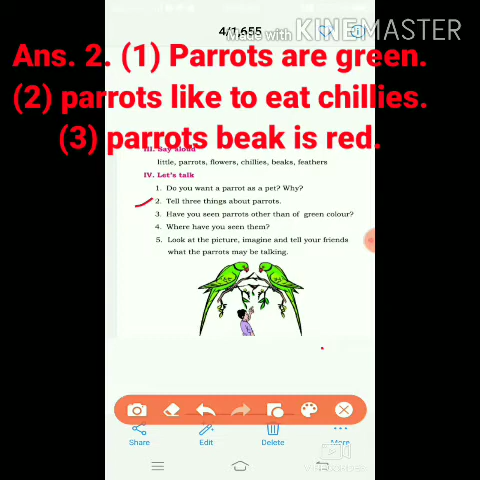 4/1,655
Made with KINEMASTER
Ans. 2. (1) Parrots are green.
(2) parrots like to eat chillies.
(3) parrots beak is red.
III. Say aloud
little, parrots, flowers, chillies, beaks, feathers
IV. Let's talk
1. Do you want a parrot as a pet? Why?
2. Tell three things about parrots.
3. Have you seen parrots other than of green colour?
4. Where have you seen them?
5. Look at the picture, imagine and tell your friends
what the parrots may be talking.
Share Edit Delete More